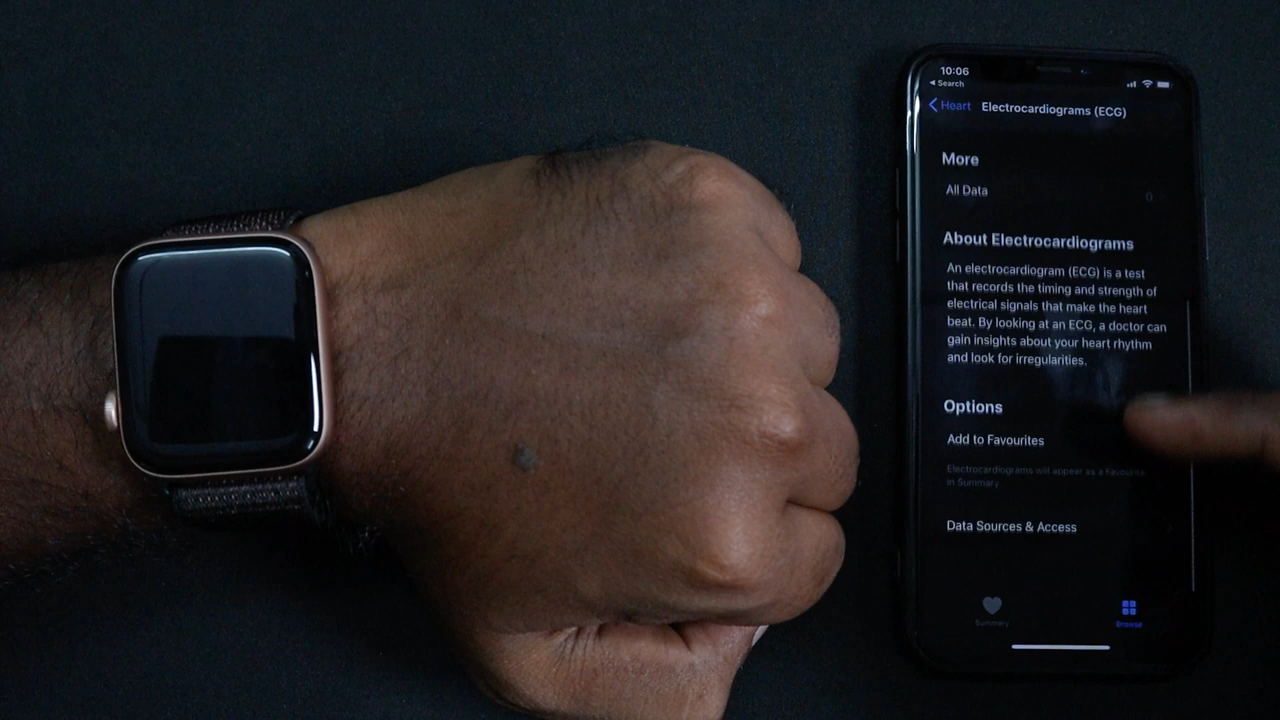 10:06
Search
Heart
Electrocardiograms (ECG)
More
All Data
0
About Electrocardiograms
An electrocardiogram (ECG) is a test
that records the timing and strength of
electrical signals that make the heart
beat. By looking at an ECG, a doctor can
gain insights about your heart rhythm
and look for irregularities.
Options
Add to Favourites
Electrocardiograms will appear as a Favourite
in Summary
Data Sources & Access
Summary
Browse